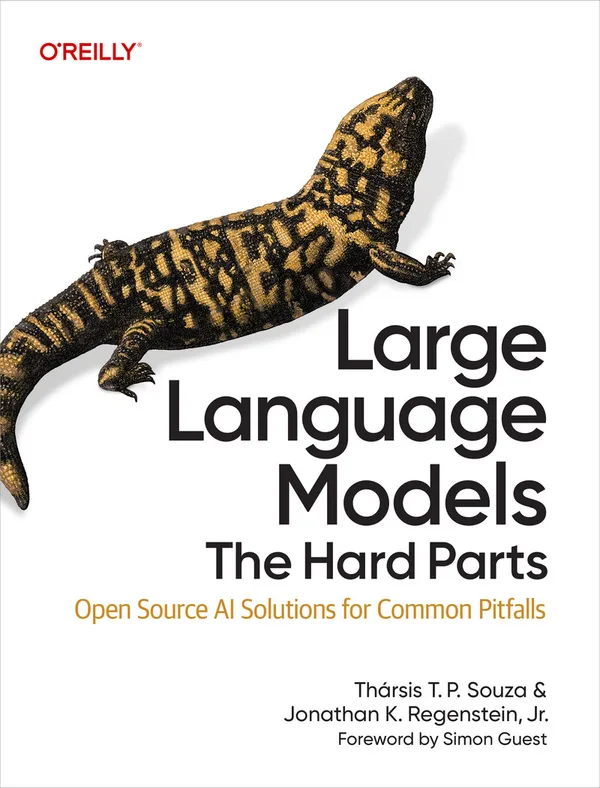 O'REILLY®
Large
Language
Models
The Hard Parts
Open Source AI Solutions for Common Pitfalls
Thársis T. P. Souza &
Jonathan K. Regenstein, Jr.
Foreword by Simon Guest